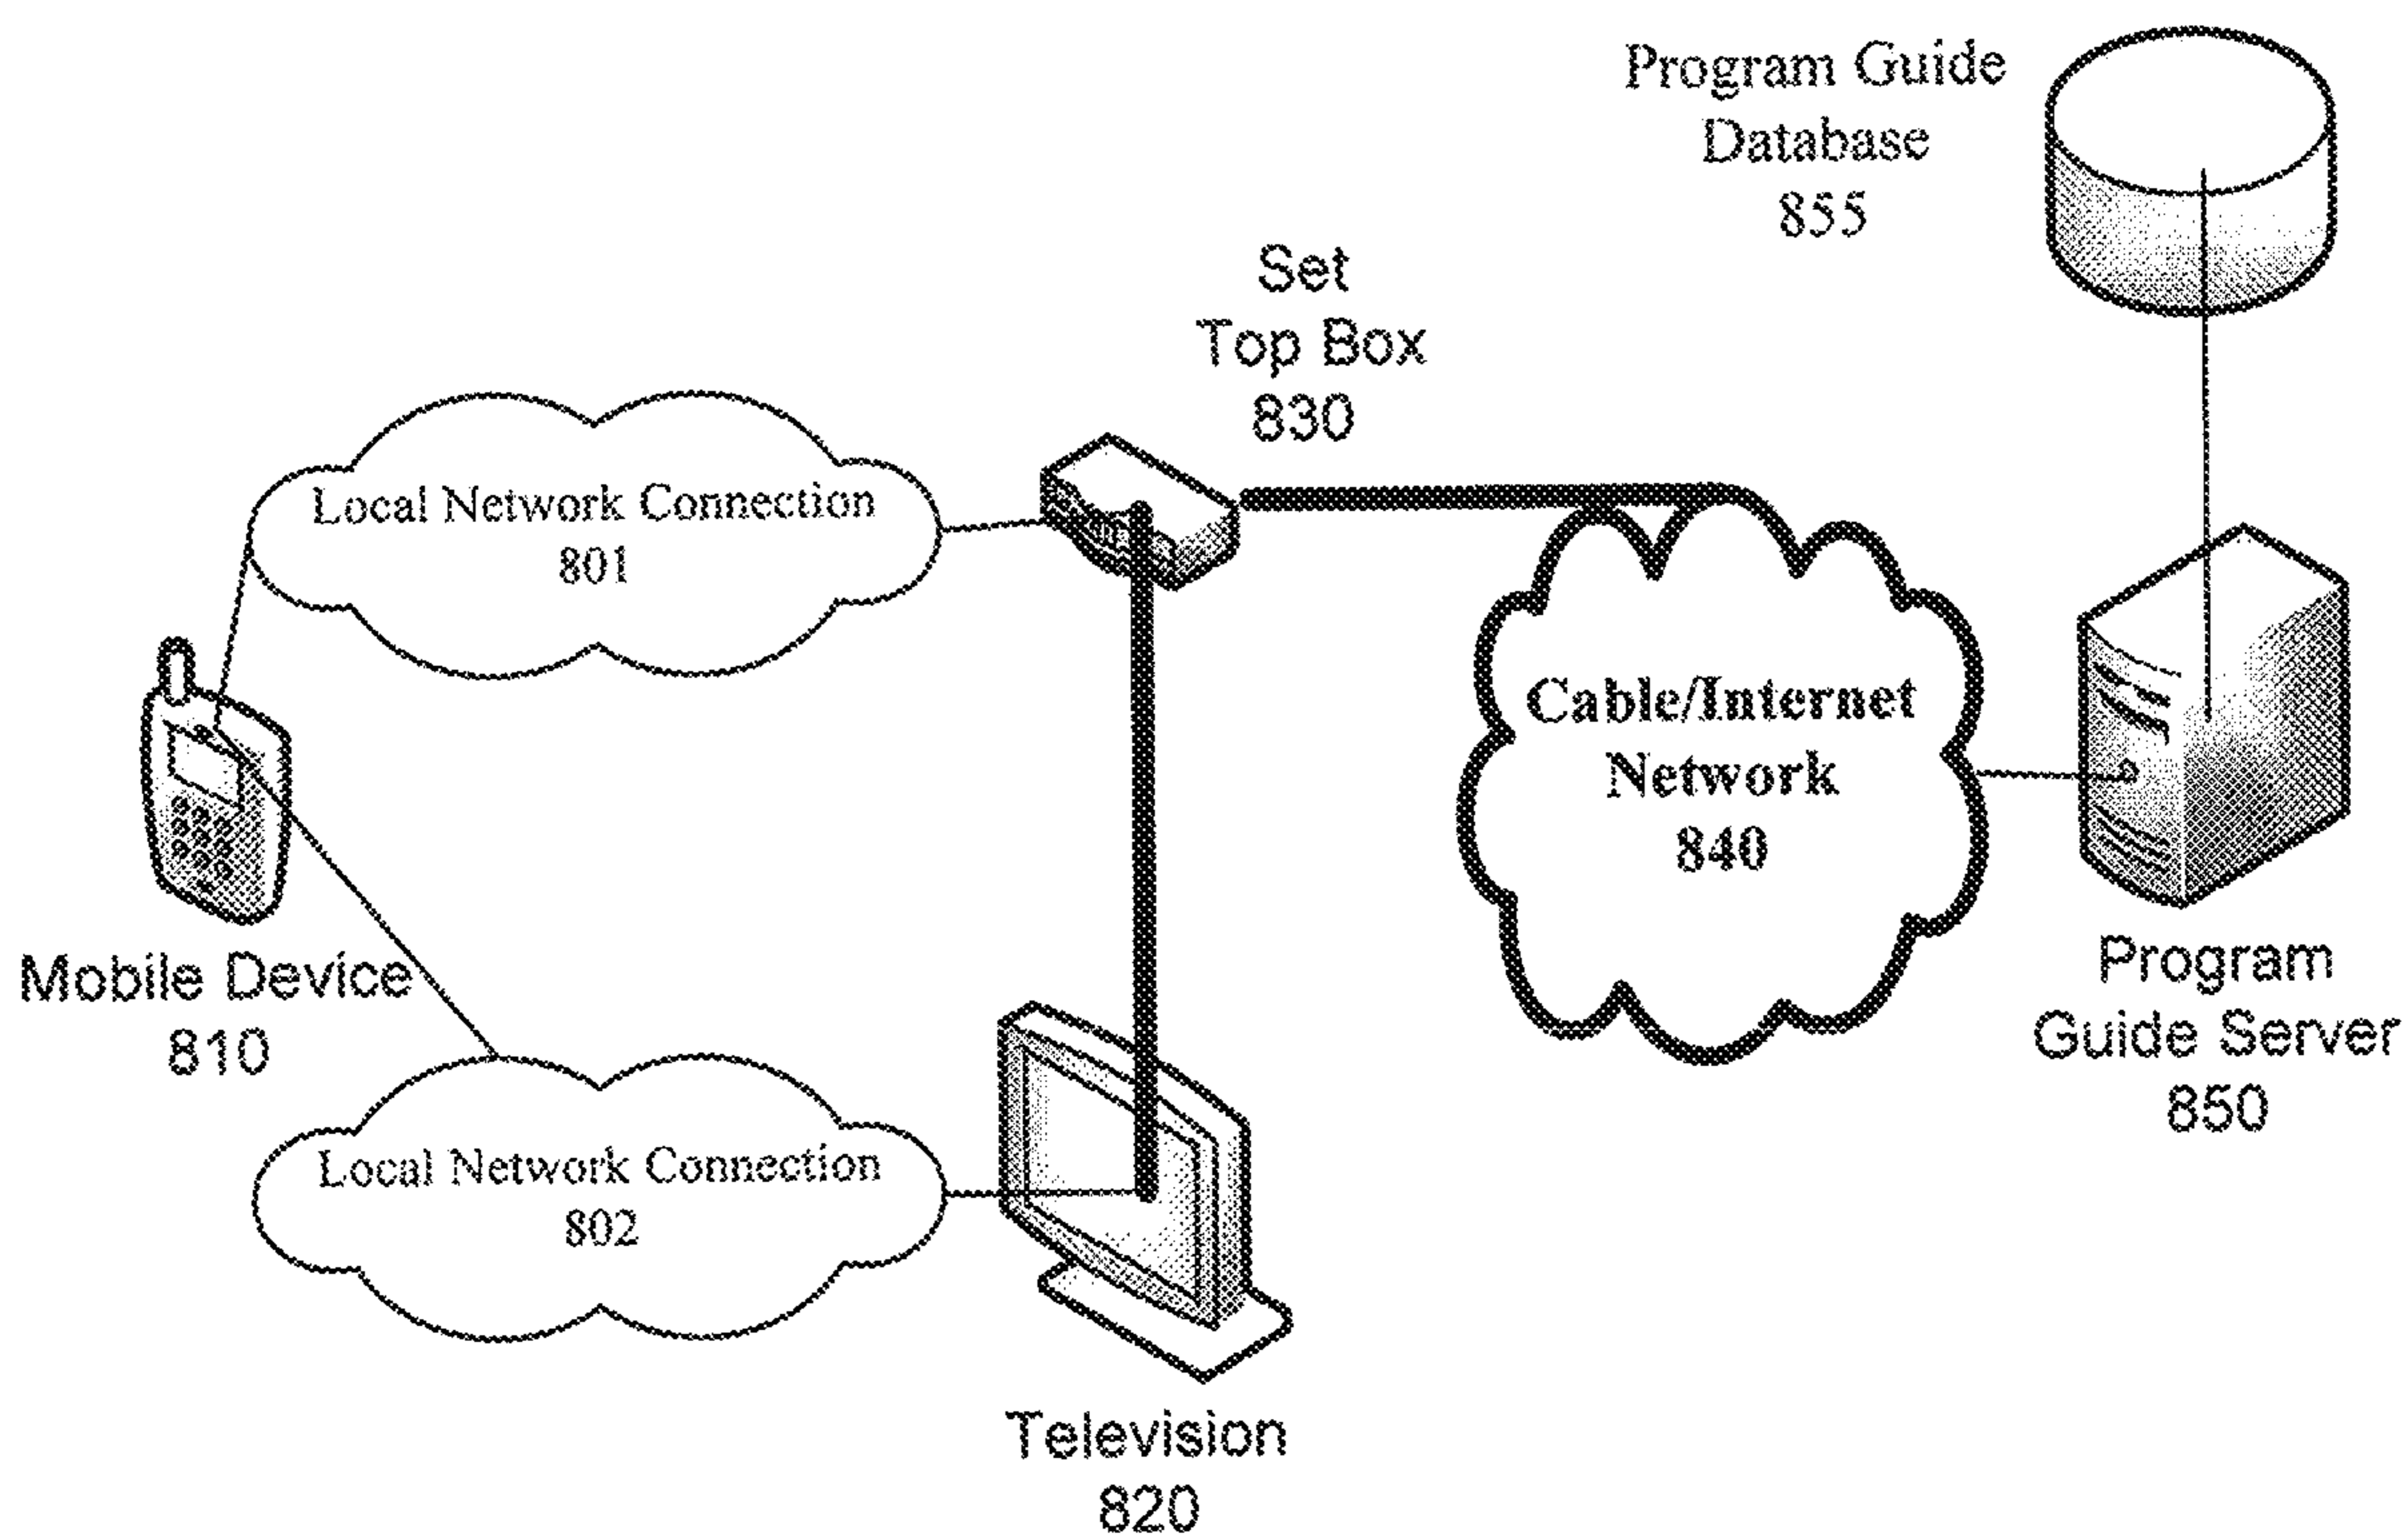 Program Guide
Database
855
Set
Top Box
830
Local Network Connection
801
Cable/Internet
Network
840
Mobile Device
810
Program
Guide Server
850
Local Network Connection
802
Television
820